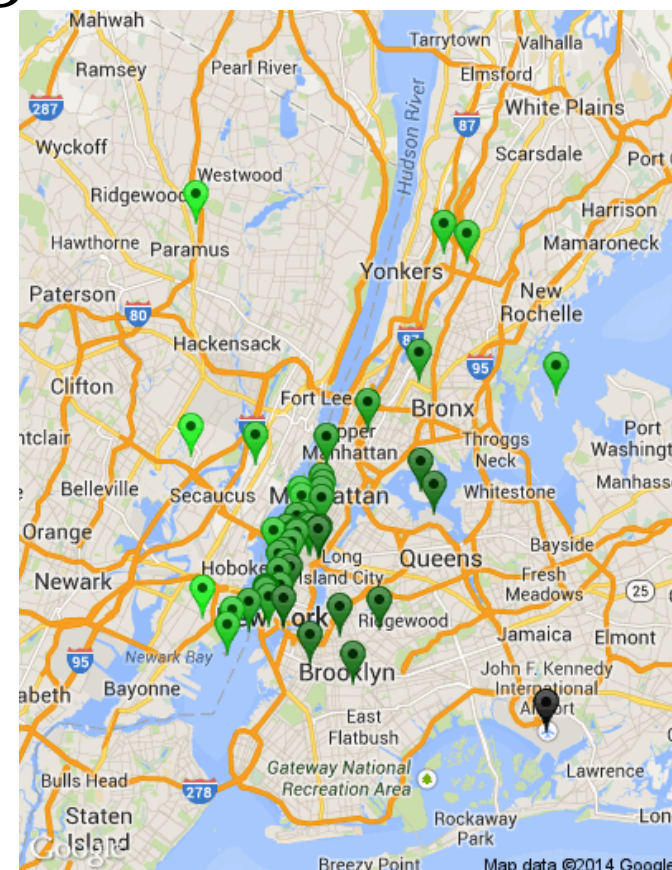 Mahwah
Tarrytown
Valhalla
Ramsey
Pearl River
Elmsford
287
White Plains
Hudson River
87
Wyckoff
Scarsdale
Port
Westwood
Ridgewood
Harrison
Hawthorne
Paramus
Mamaroneck
Yonkers
Paterson
80
New
Rochelle
Hackensack
87
95
Clifton
Fort Lee
Bronx
ntclair
Manhattan
Throggs
Neck
Port
Washingt
Belleville
Secaucus
Whitestone
Manhass
Orange
Bayside
Hoboke
Long
Island City
Queens
Newark
Fresh
Meadows
25
New York
Ridgewood
Jamaica
Elmont
95
Newark Bay
Brooklyn
John F. Kennedy
International
abeth
Bayonne
East
Flatbush
Gateway National
Recreation Area
Lawrence
Bulls Head
278
Staten
Island
Rockaway
Park
Lon
Google
Breezy Point
Map data ©2014 Google